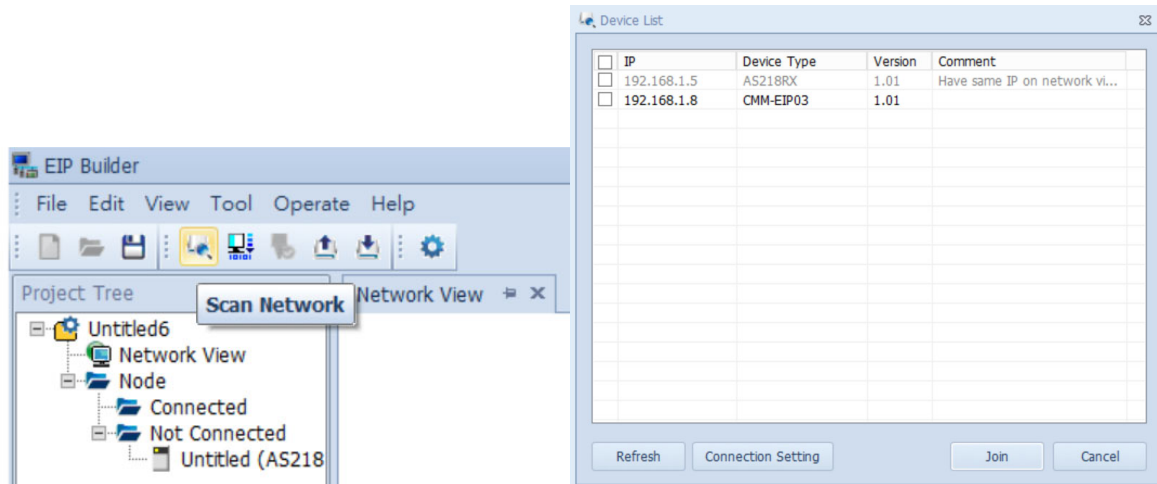 EIP Builder
File Edit View Tool Operate Help
Project Tree
Scan Network
Network View
Untitled6
Network View
Node
Connected
Not Connected
Untitled (AS218
Device List
IP Device Type Version Comment
192.168.1.5 AS218RX 1.01 Have same IP on network vi...
192.168.1.8 CMM-EIP03 1.01
Refresh Connection Setting Join Cancel